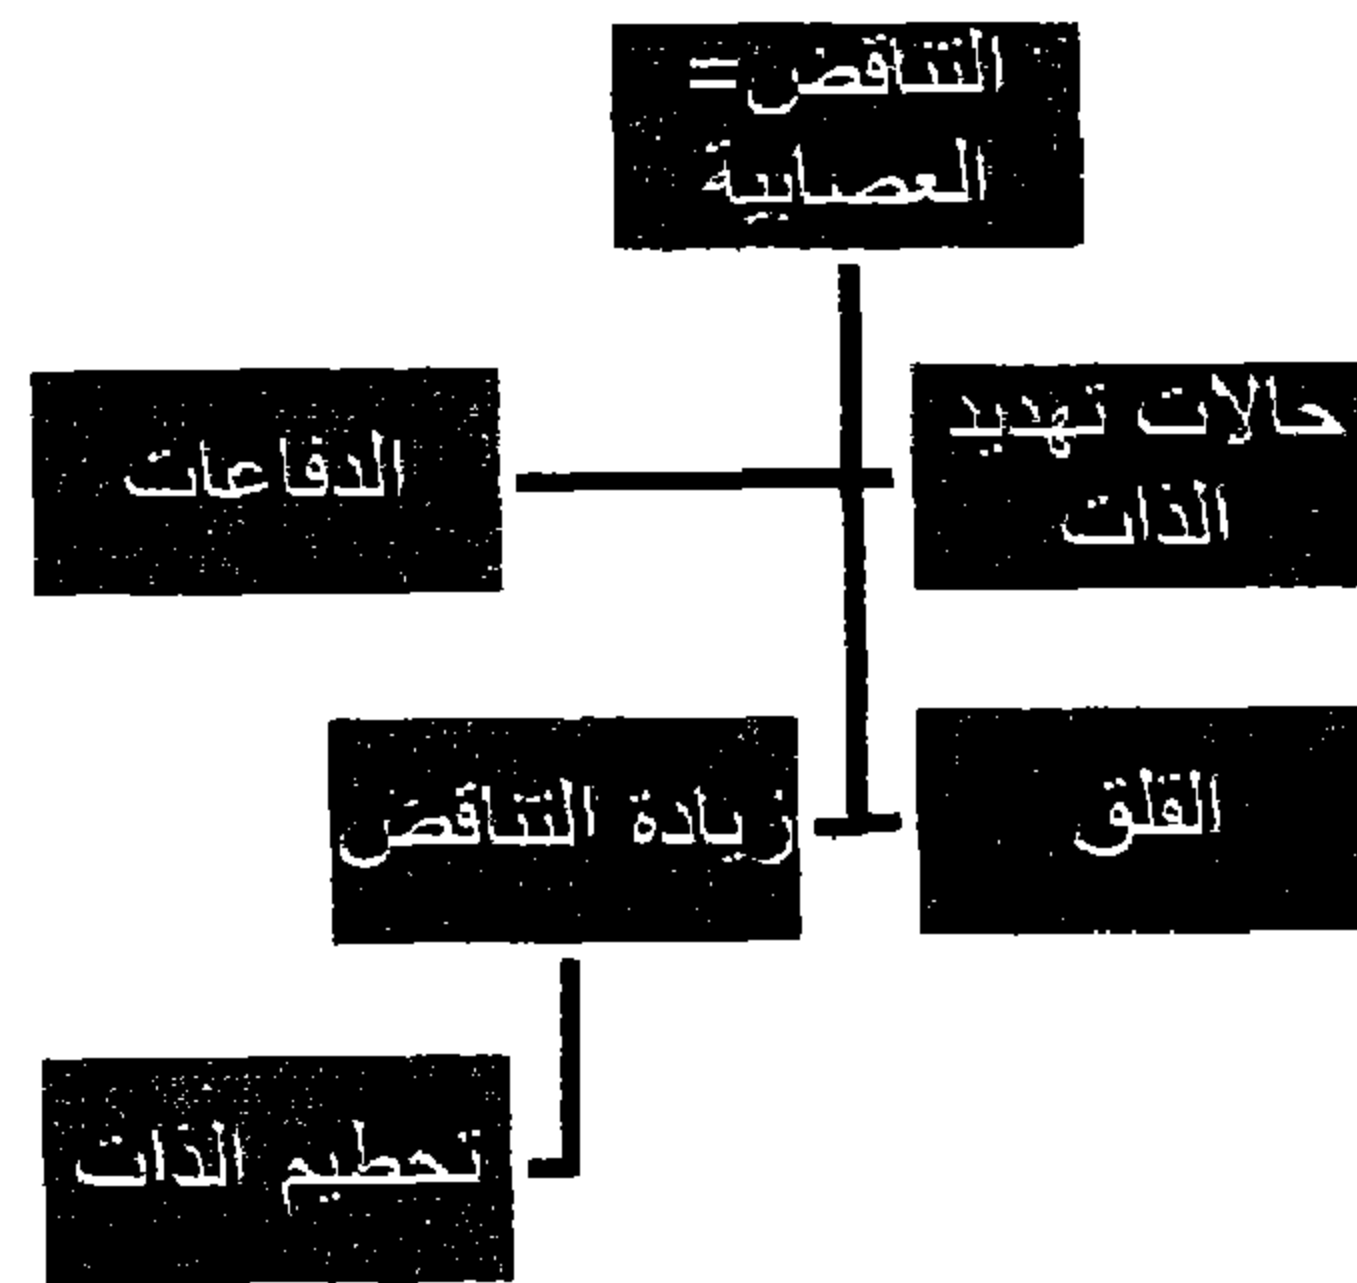 التناقض=
العصابية
حالات تهديد
الذات
الدفاعات
القلق
زيادة التناقض
تحطيم الذات